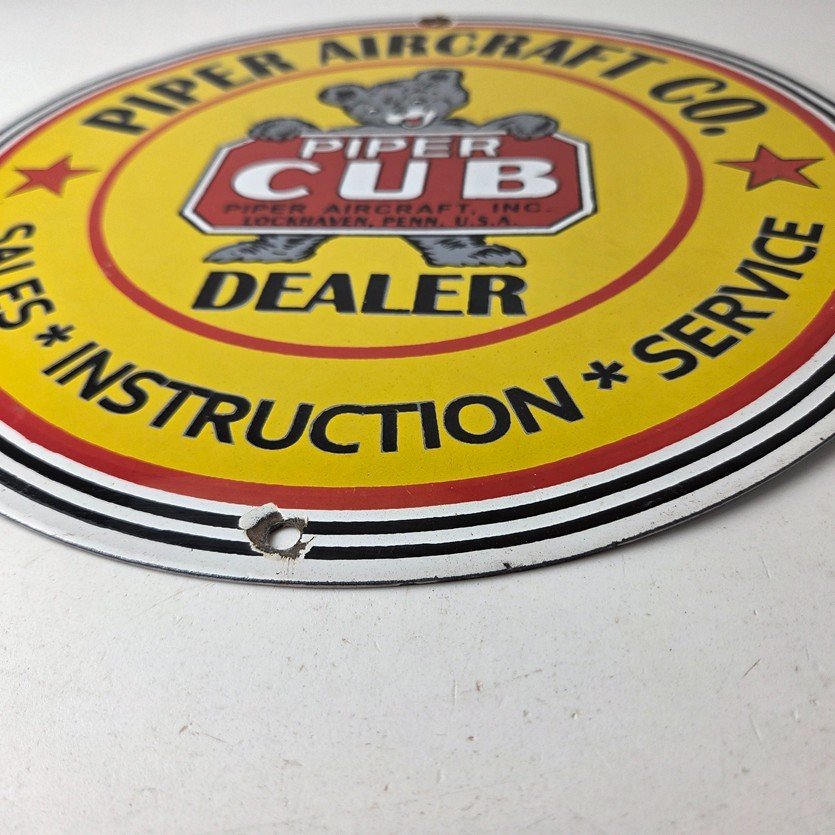 PIPER AIRCRAFT CO.
PIPER
CUB
PIPER AIRCRAFT, INC.
LOCKHAVEN, PENN. U.S.A.
DEALER
SALES * INSTRUCTION * SERVICE